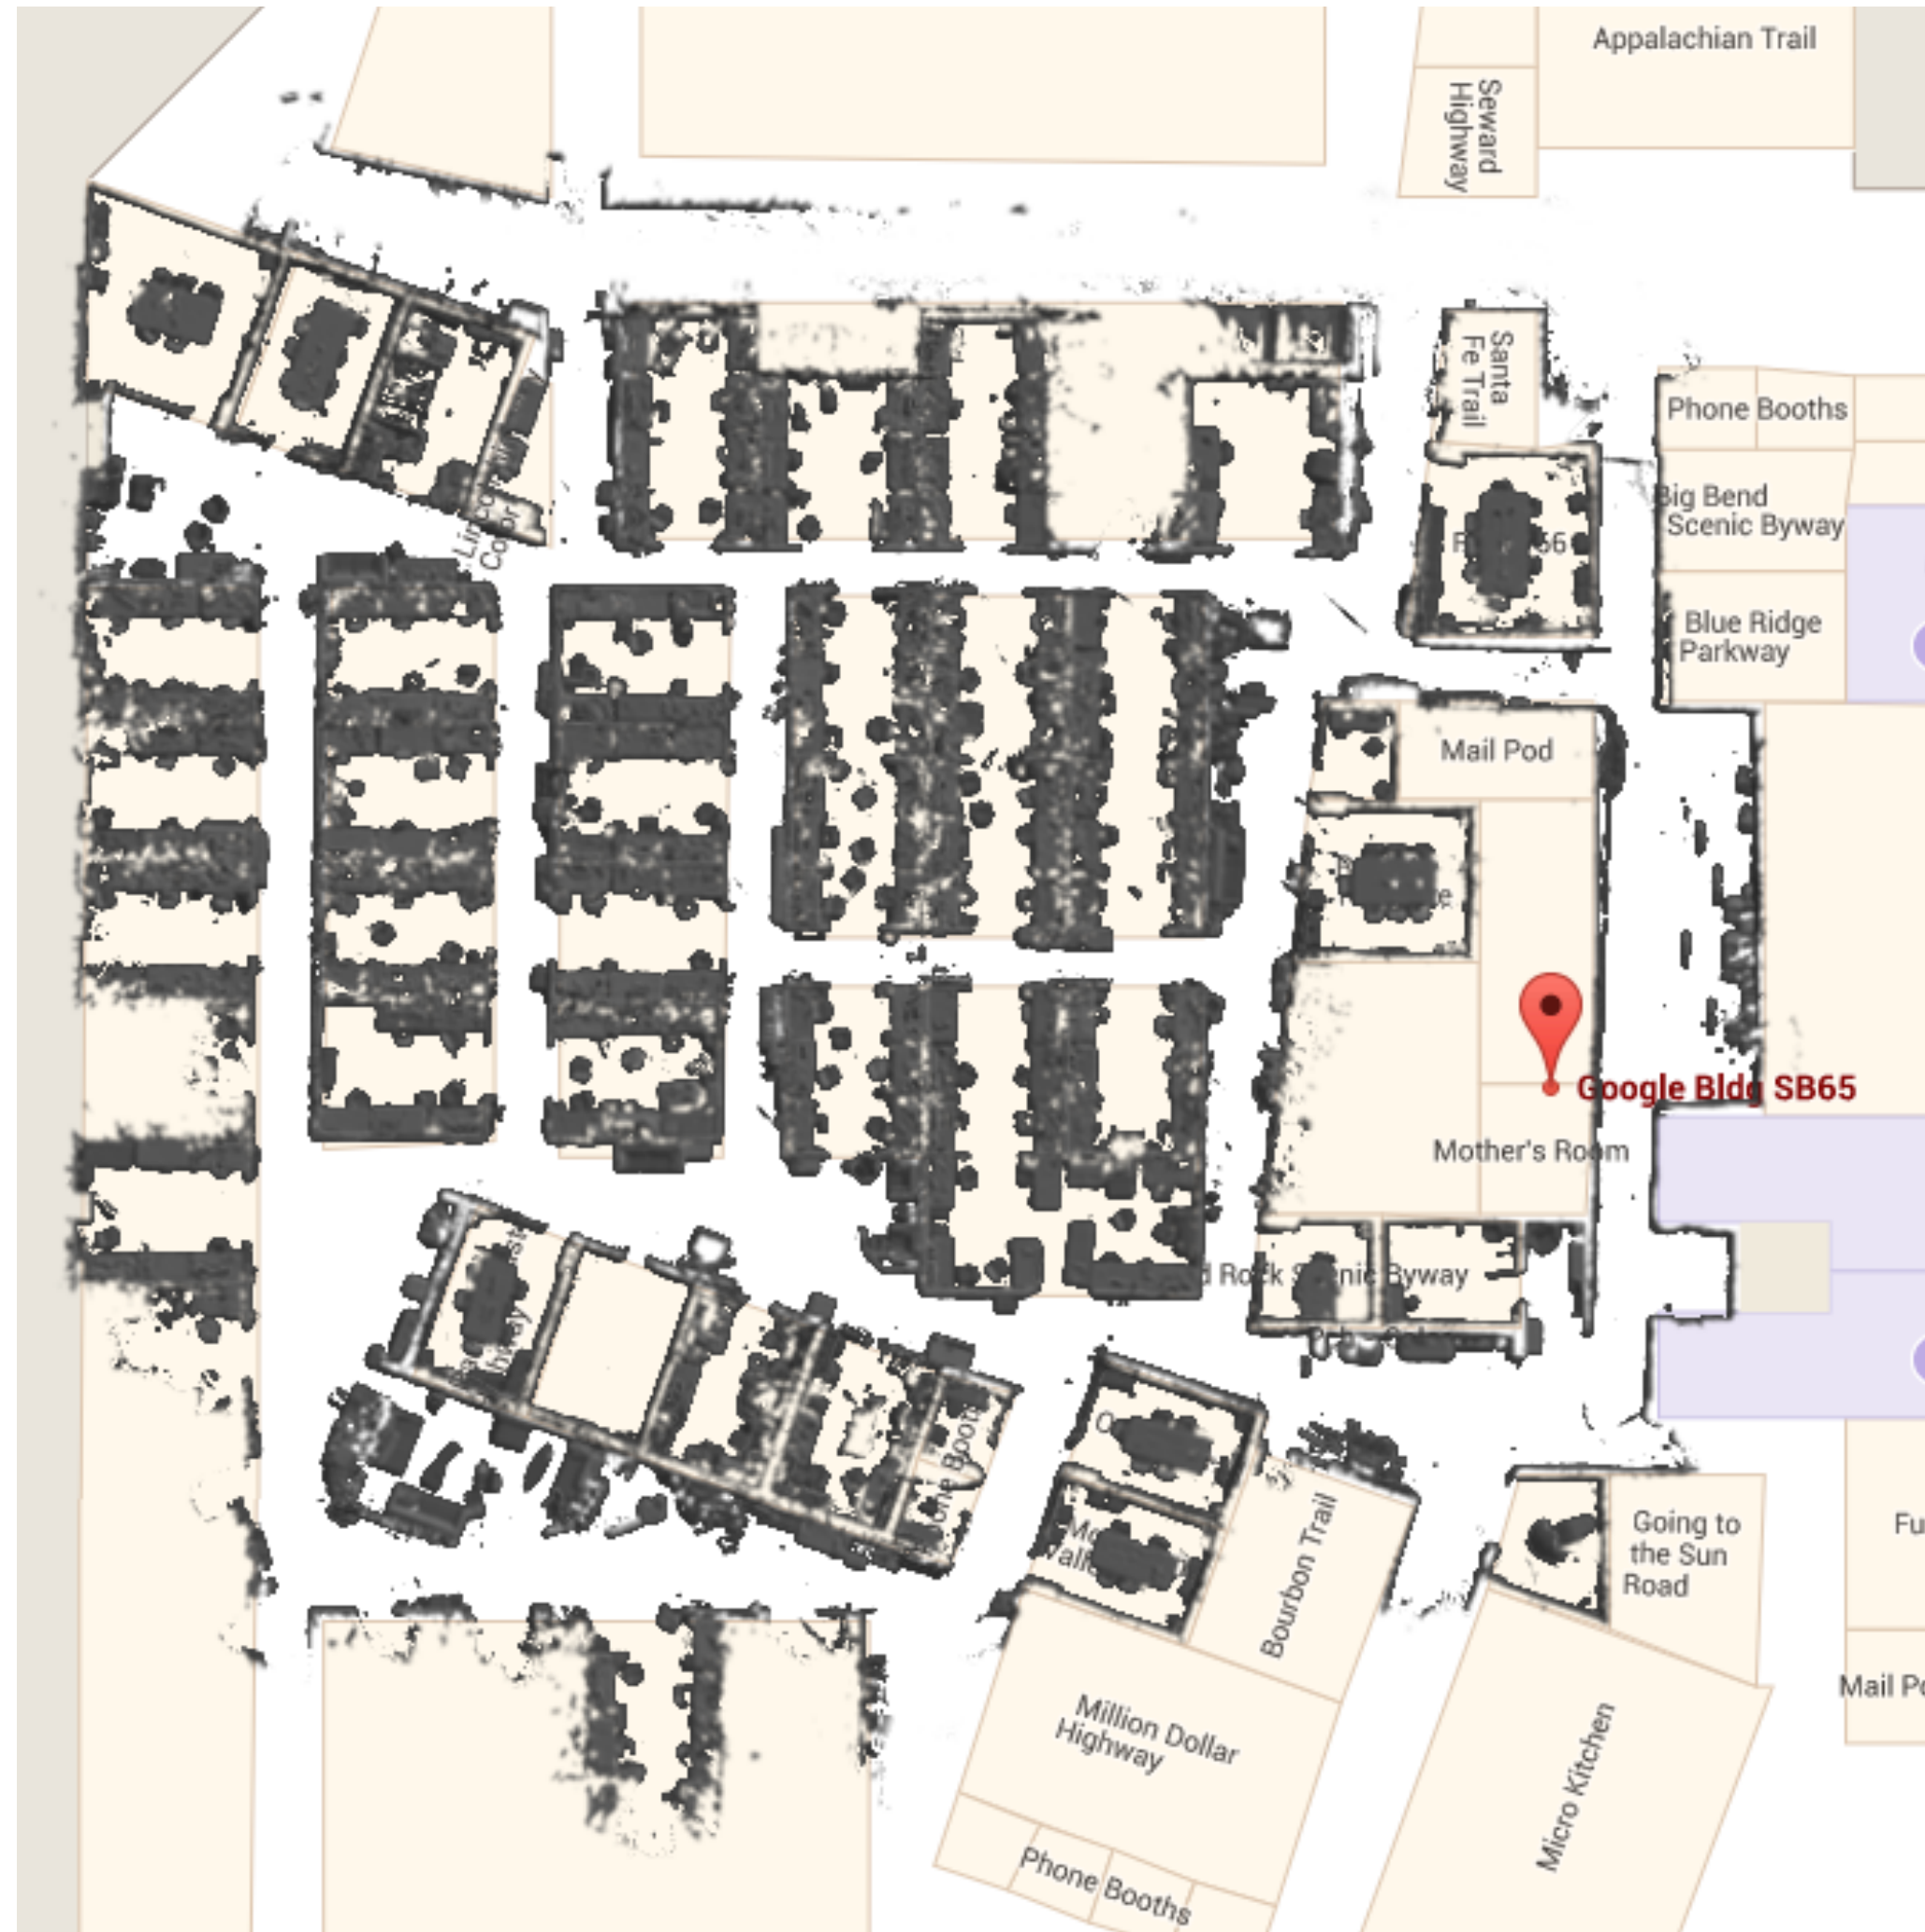 Appalachian Trail
Seward
Highway
Santa
Fe Trail
Phone Booths
Big Bend
Scenic Byway
Blue Ridge
Parkway
Mail Pod
Google Bldg SB65
Mother's Room
Rock Scenic Byway
Going to
the Sun
Road
Bourbon Trail
Million Dollar
Highway
Micro Kitchen
Phone Booths
Mail